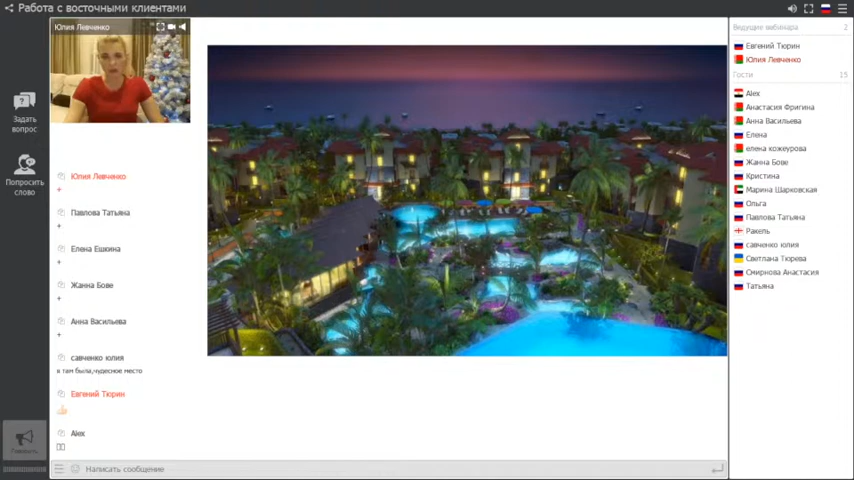 Работа с восточными клиентами
Юлия Левченко
Задать
вопрос
Попросить
слово
Юлия Левченко
+
Павлова Татьяна
+
Елена Ешкина
+
Жанна Бове
+
Анна Васильева
+
савченко юлия
я там была,чудесное место
Евгений Тюрин
Alex
Написать сообщение
Ведущие вебинара 2
Евгений Тюрин
Юлия Левченко
Гости 15
Alex
Анастасия Фригина
Анна Васильева
Елена
елена кожеурова
Жанна Бове
Кристина
Марина Шарковская
Ольга
Павлова Татьяна
Ракель
савченко юлия
Светлана Тюрева
Смирнова Анастасия
Татьяна